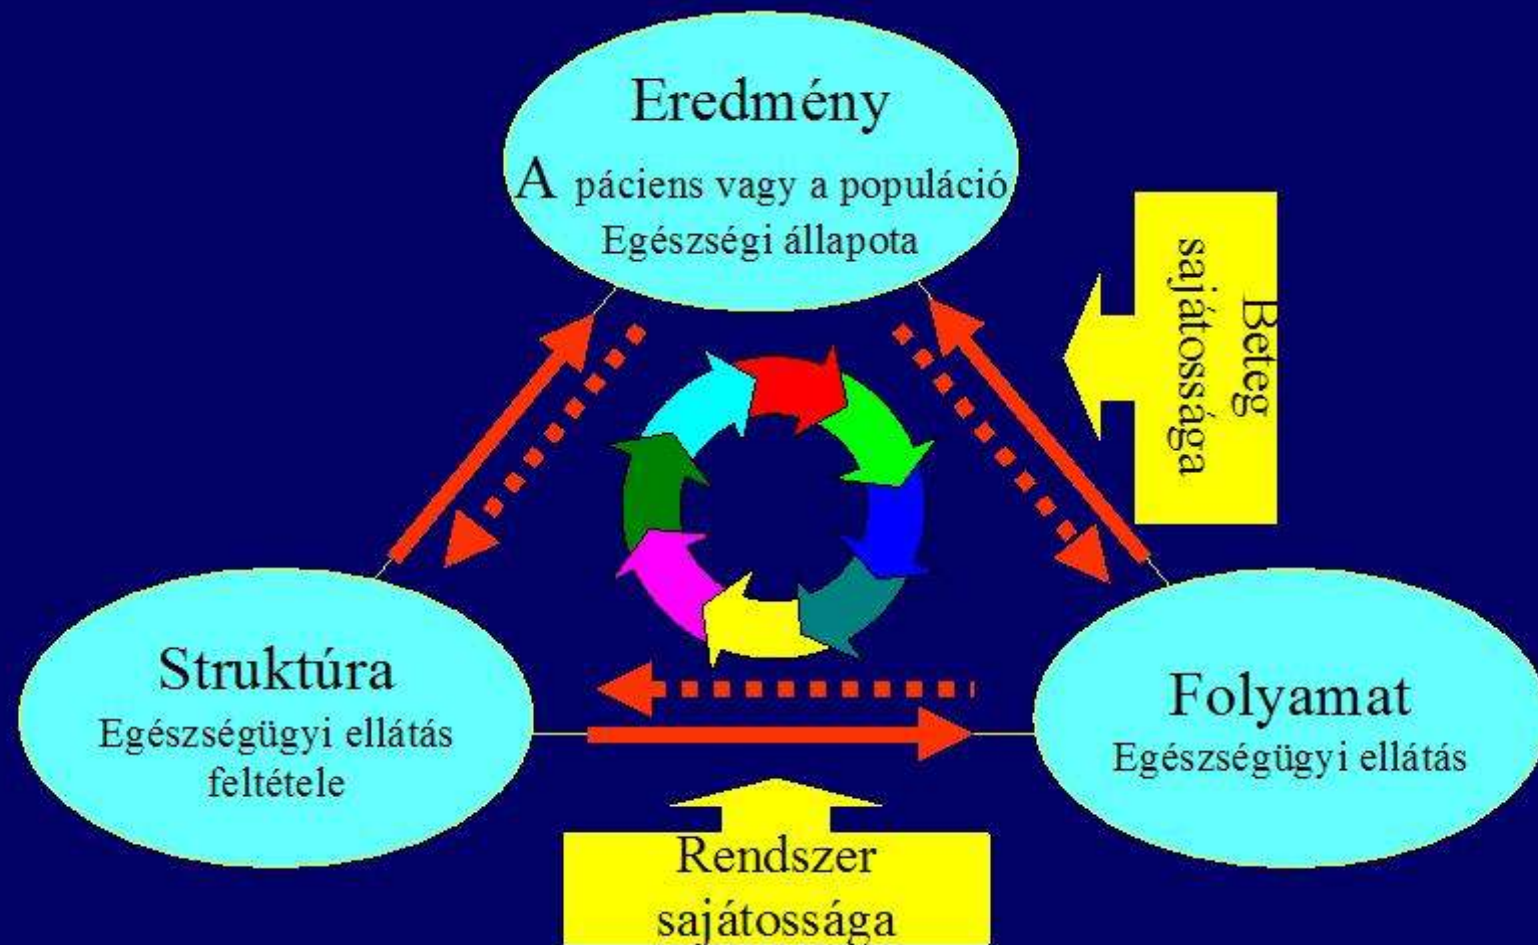 Eredmény
A páciens vagy a populáció
Egészségi állapota
Beteg
sajátossága
Struktúra
Egészségügyi ellátás
feltétele
Folyamat
Egészségügyi ellátás
Rendszer
sajátossága